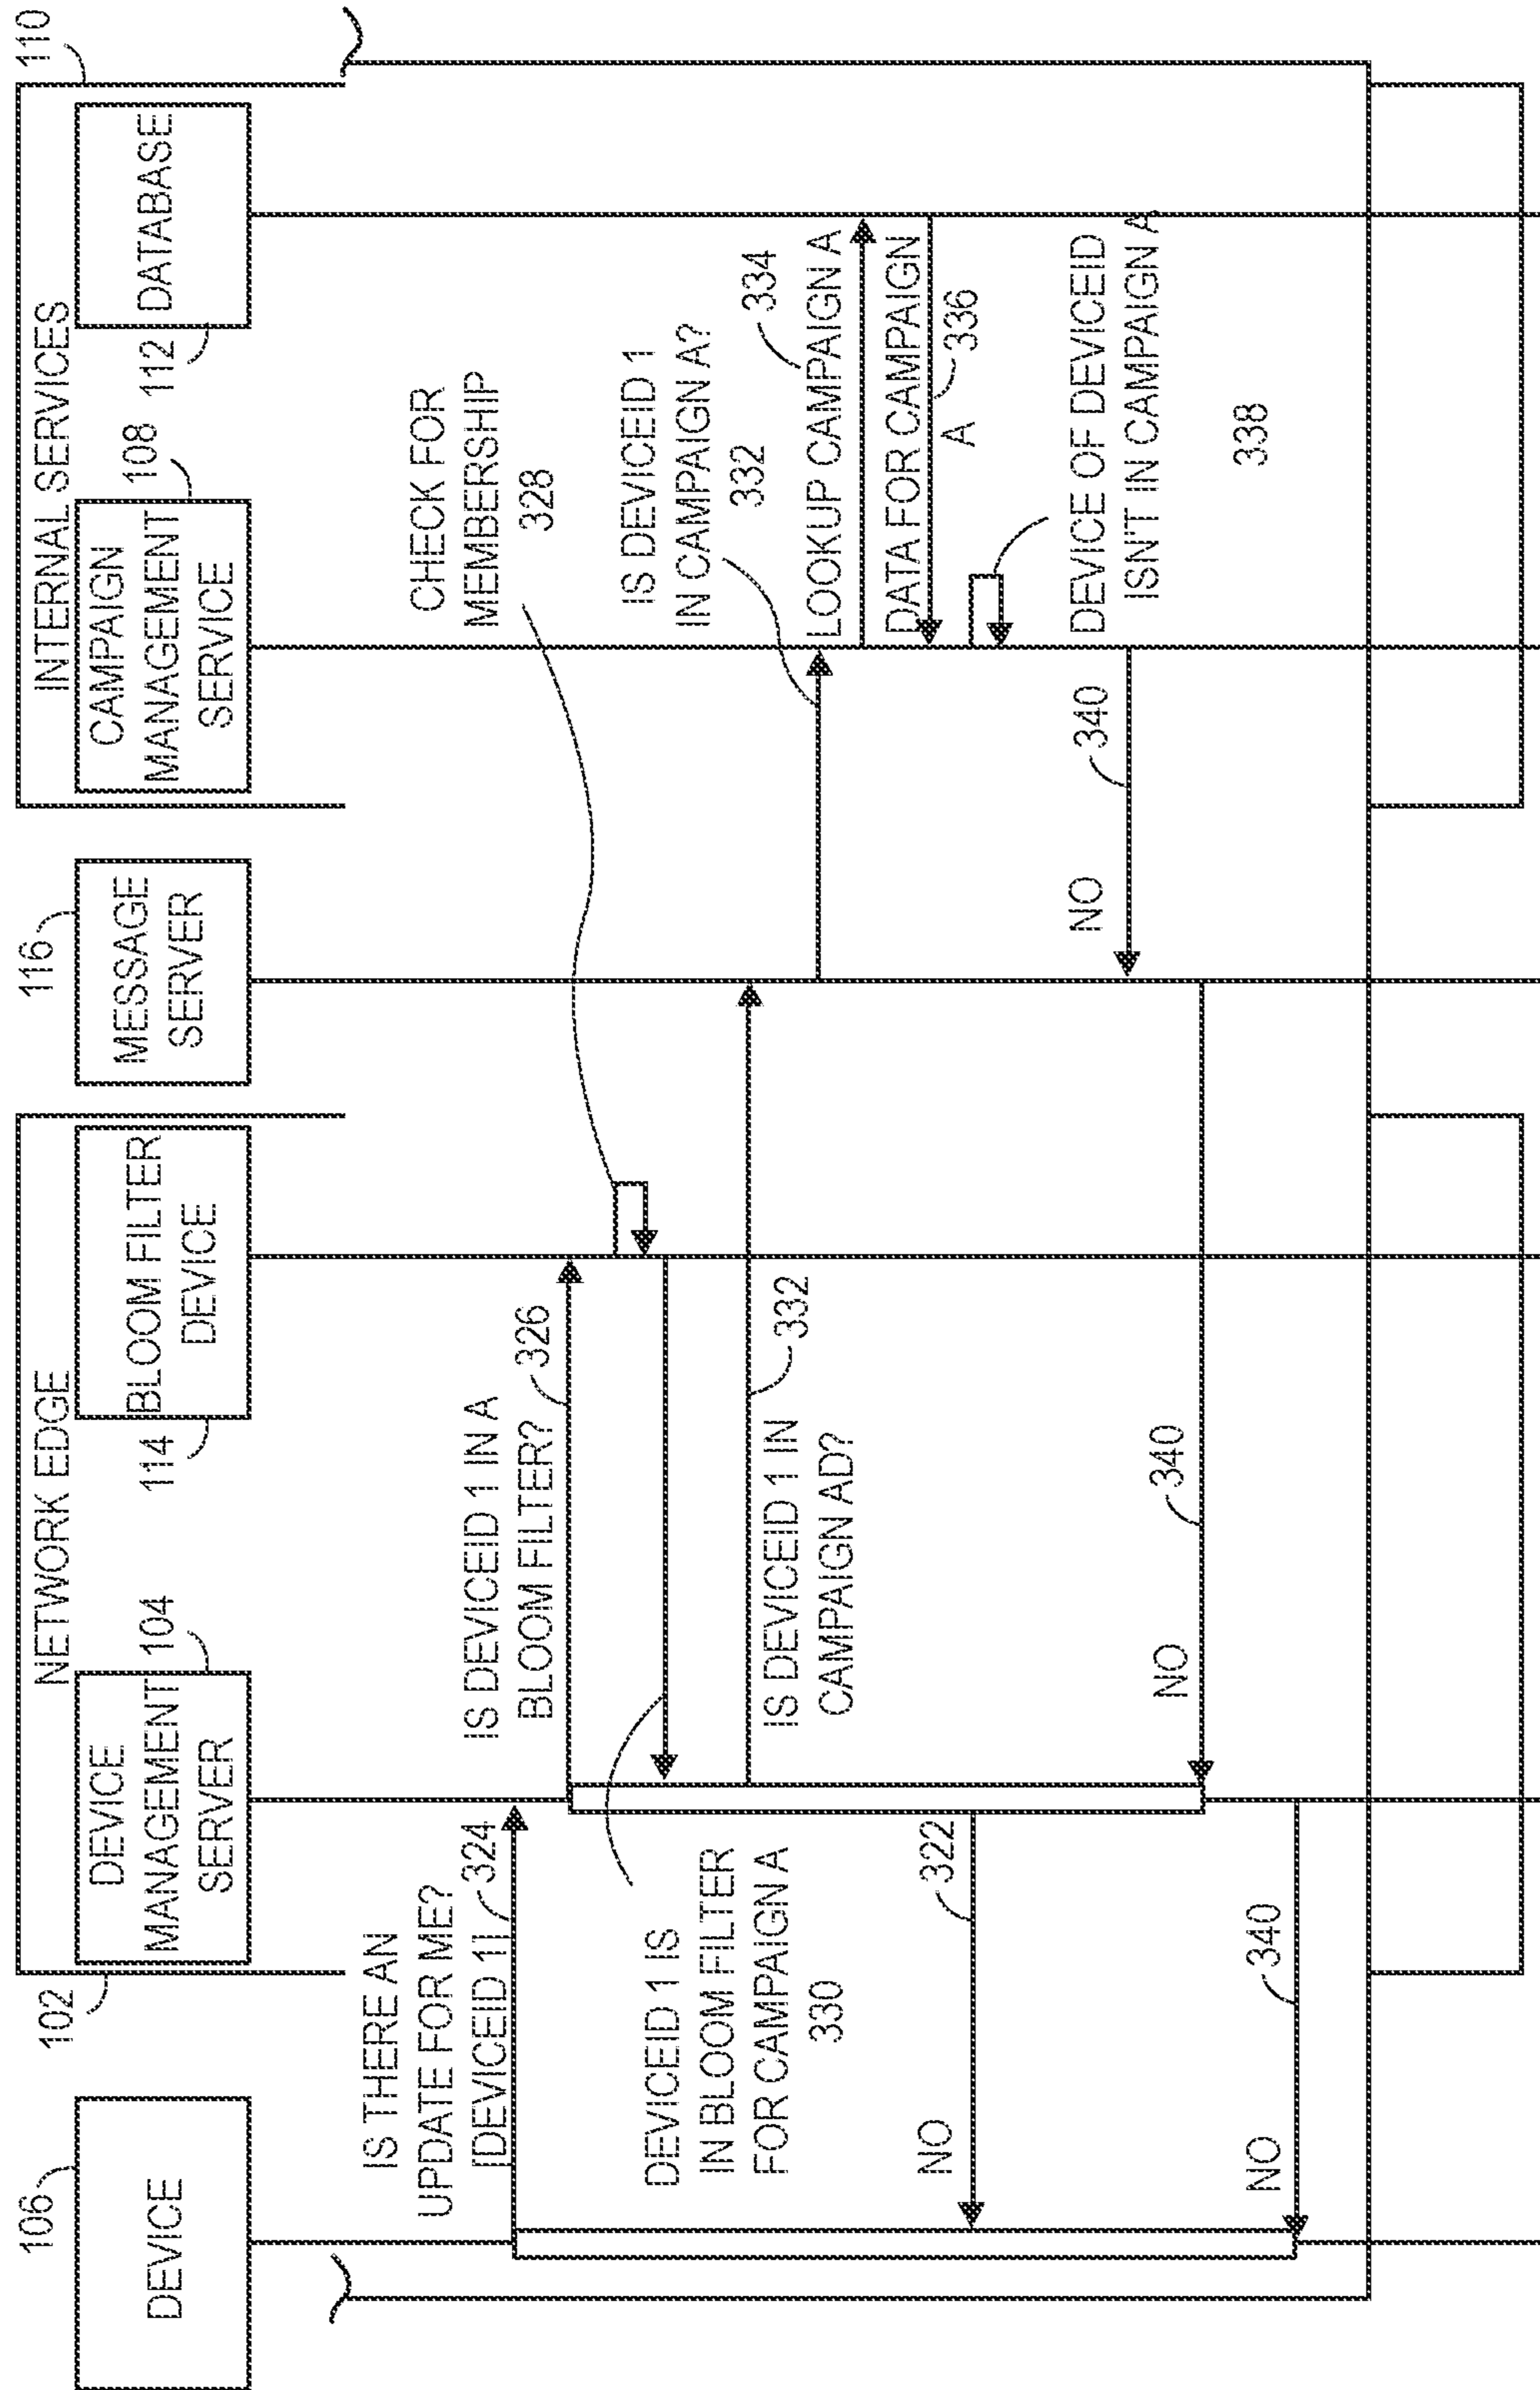 106
DEVICE
102
NETWORK EDGE
DEVICE
MANAGEMENT
SERVER
104
114
BLOOM FILTER
DEVICE
116
MESSAGE
SERVER
INTERNAL SERVICES
CAMPAIGN
MANAGEMENT
SERVICE
108
112
DATABASE
110
IS THERE AN
UPDATE FOR ME?
[DEVICEID 1]
324
IS DEVICEID 1 IN A
BLOOM FILTER?
326
CHECK FOR
MEMBERSHIP
328
DEVICEID 1 IS
IN BLOOM FILTER
FOR CAMPAIGN A
330
IS DEVICEID 1 IN
CAMPAIGN AD?
332
IS DEVICEID 1
IN CAMPAIGN A?
332
LOOKUP CAMPAIGN A
334
DATA FOR CAMPAIGN
A
336
NO
322
DEVICE OF DEVICEID
ISN'T IN CAMPAIGN A
338
NO
340
NO
340
NO
340